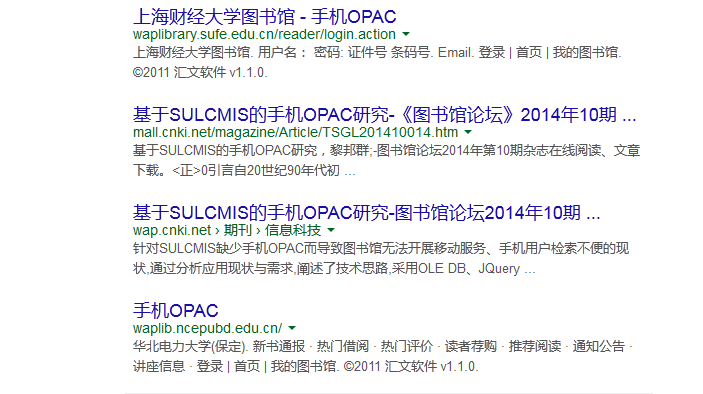 上海财经大学图书馆 - 手机OPAC
waplibrary.sufe.edu.cn/reader/login.action
上海财经大学图书馆. 用户名： 密码: 证件号 条码号. Email. 登录 | 首页 | 我的图书馆.
©2011 汇文软件 v1.1.0.
基于SULCMIS的手机OPAC研究-《图书馆论坛》2014年10期 ...
mall.cnki.net/magazine/Article/TSGL201410014.htm
基于SULCMIS的手机OPAC研究，黎邦群;-图书馆论坛2014年第10期杂志在线阅读、文章
下载。<正>0引言自20世纪90年代初 ...
基于SULCMIS的手机OPAC研究-图书馆论坛2014年10期 ...
wap.cnki.net › 期刊 › 信息科技
针对SULCMIS缺少手机OPAC而导致图书馆无法开展移动服务、手机用户检索不便的现
状,通过分析应用现状与需求,阐述了技术思路,采用OLE DB、JQuery ...
手机OPAC
waplib.ncepubd.edu.cn/
华北电力大学(保定). 新书通报 · 热门借阅 · 热门评价 · 读者荐购 · 推荐阅读 · 通知公告 ·
讲座信息 · 登录 | 首页 | 我的图书馆. ©2011 汇文软件 v1.1.0.